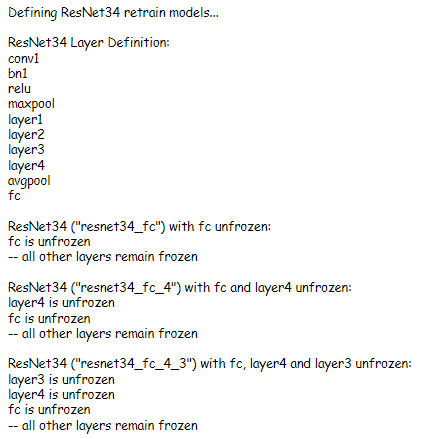 Defining ResNet34 retrain models...
ResNet34 Layer Definition:
conv1
bn1
relu
maxpool
layer1
layer2
layer3
layer4
avgpool
fc
ResNet34 ("resnet34_fc") with fc unfrozen:
fc is unfrozen
-- all other layers remain frozen
ResNet34 ("resnet34_fc_4") with fc and layer4 unfrozen:
layer4 is unfrozen
fc is unfrozen
-- all other layers remain frozen
ResNet34 ("resnet34_fc_4_3") with fc, layer4 and layer3 unfrozen:
layer3 is unfrozen
layer4 is unfrozen
fc is unfrozen
-- all other layers remain frozen